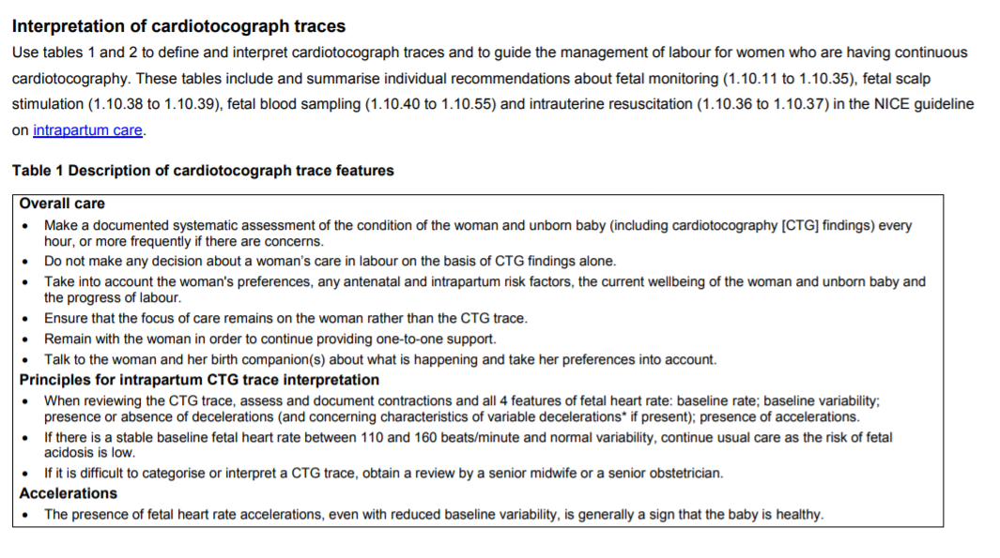 Interpretation of cardiotocograph traces
Use tables 1 and 2 to define and interpret cardiotocograph traces and to guide the management of labour for women who are having continuous
cardiotocography. These tables include and summarise individual recommendations about fetal monitoring (1.10.11 to 1.10.35), fetal scalp
stimulation (1.10.38 to 1.10.39), fetal blood sampling (1.10.40 to 1.10.55) and intrauterine resuscitation (1.10.36 to 1.10.37) in the NICE guideline
on intrapartum care.
Table 1 Description of cardiotocograph trace features
Overall care
• Make a documented systematic assessment of the condition of the woman and unborn baby (including cardiotocography [CTG] findings) every
hour, or more frequently if there are concerns.
• Do not make any decision about a woman's care in labour on the basis of CTG findings alone.
• Take into account the woman's preferences, any antenatal and intrapartum risk factors, the current wellbeing of the woman and unborn baby and
the progress of labour.
• Ensure that the focus of care remains on the woman rather than the CTG trace.
• Remain with the woman in order to continue providing one-to-one support.
• Talk to the woman and her birth companion(s) about what is happening and take her preferences into account.
Principles for intrapartum CTG trace interpretation
• When reviewing the CTG trace, assess and document contractions and all 4 features of fetal heart rate: baseline rate; baseline variability;
presence or absence of decelerations (and concerning characteristics of variable decelerations* if present); presence of accelerations.
• If there is a stable baseline fetal heart rate between 110 and 160 beats/minute and normal variability, continue usual care as the risk of fetal
acidosis is low.
• If it is difficult to categorise or interpret a CTG trace, obtain a review by a senior midwife or a senior obstetrician.
Accelerations
• The presence of fetal heart rate accelerations, even with reduced baseline variability, is generally a sign that the baby is healthy.